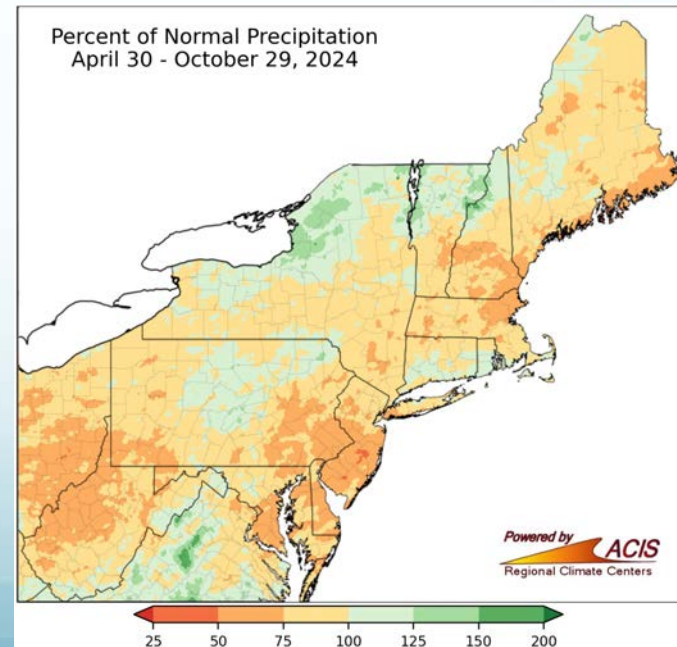 Percent of Normal Precipitation
April 30 - October 29, 2024
Powered by
ACIS
Regional Climate Centers
25 50 75 100 125 150 200